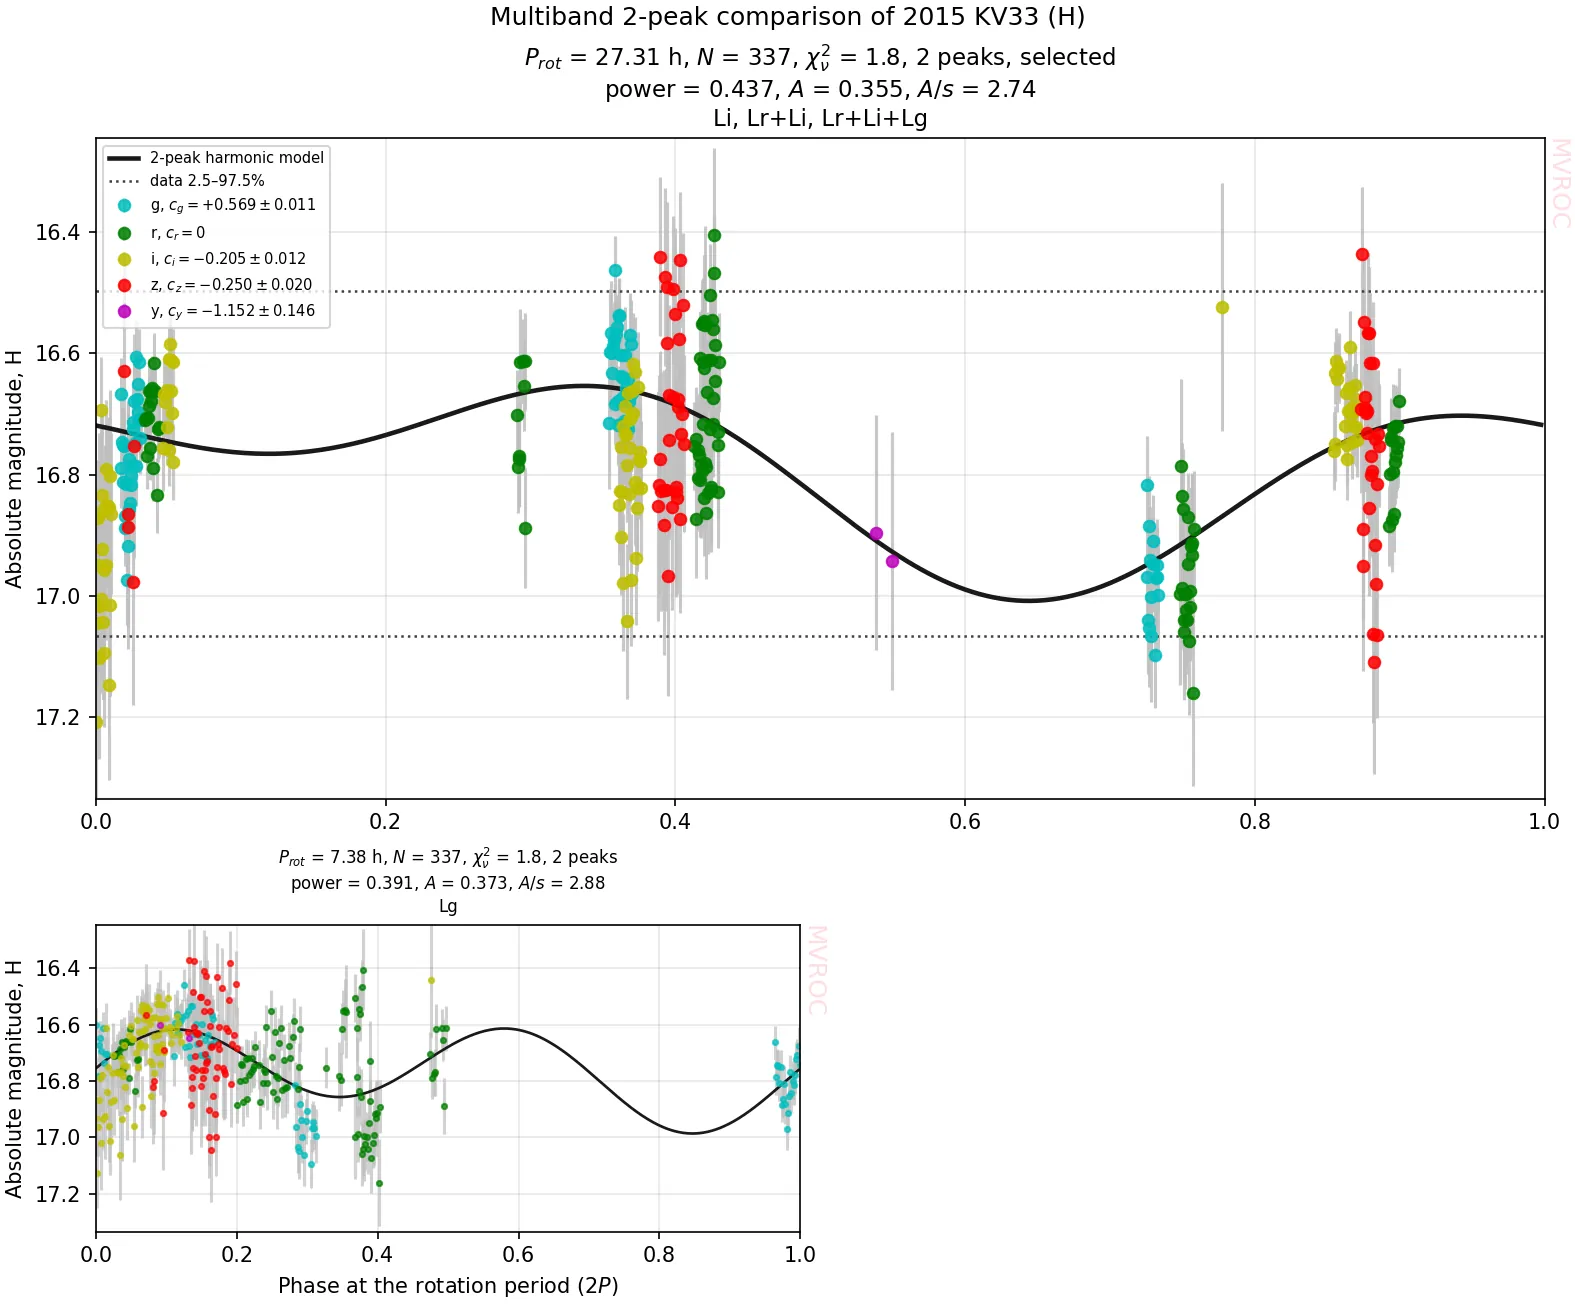 Multiband 2-peak comparison of 2015 KV33 (H)
P_rot = 27.31 h, N = 337, χ²_ν = 1.8, 2 peaks, selected
power = 0.437, A = 0.355, A/s = 2.74
Li, Lr+Li, Lr+Li+Lg
2-peak harmonic model
data 2.5–97.5%
g, c_g = +0.569 ± 0.011
r, c_r = 0
i, c_i = −0.205 ± 0.012
z, c_z = −0.250 ± 0.020
y, c_y = −1.152 ± 0.146
MVROC
Absolute magnitude, H
16.4
16.6
16.8
17.0
17.2
0.0 0.2 0.4 0.6 0.8 1.0
P_rot = 7.38 h, N = 337, χ²_ν = 1.8, 2 peaks
power = 0.391, A = 0.373, A/s = 2.88
Lg
MVROC
Absolute magnitude, H
16.4
16.6
16.8
17.0
17.2
0.0 0.2 0.4 0.6 0.8 1.0
Phase at the rotation period (2P)